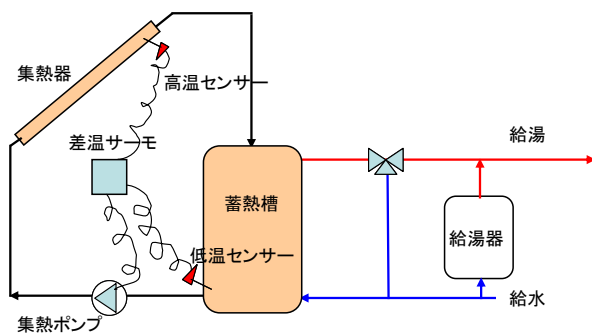 集熱器
高温センサー
差温サーモ
給湯
蓄熱槽
給湯器
低温センサー
給水
集熱ポンプ